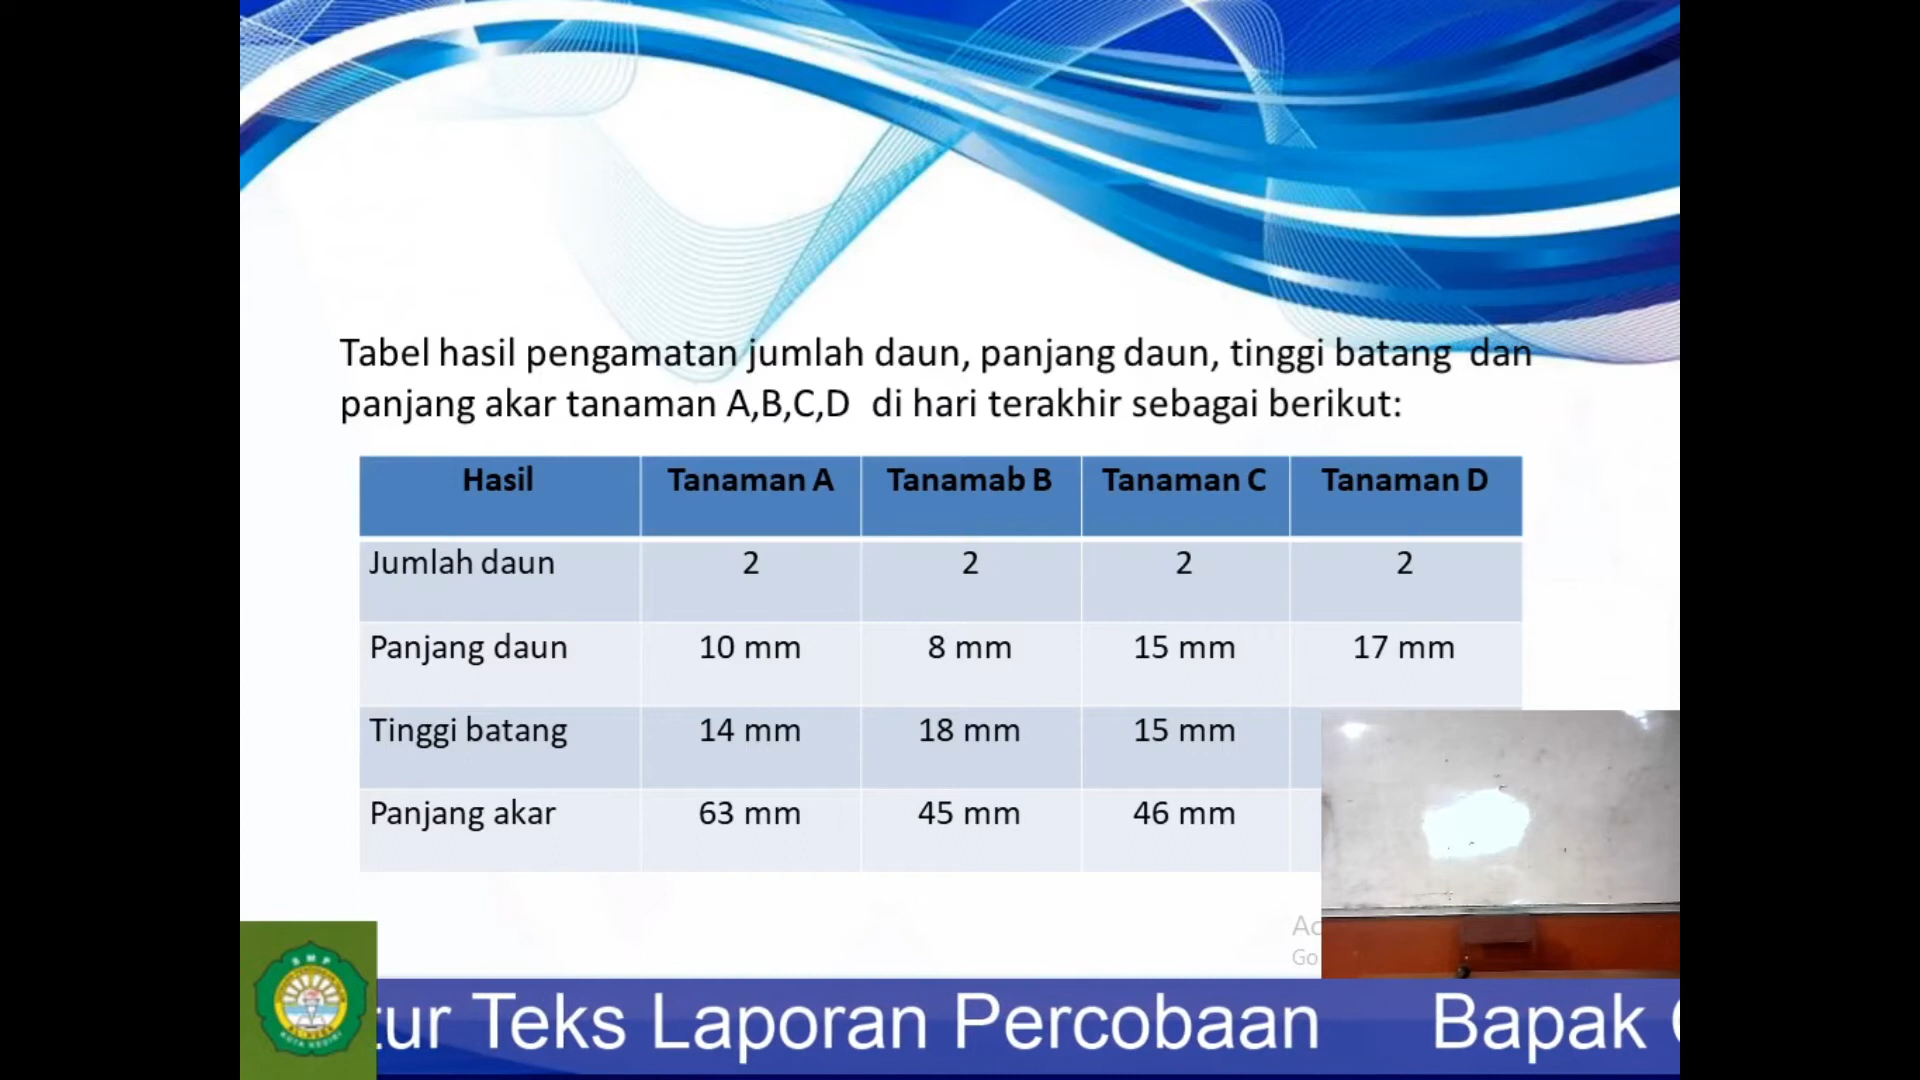 Tabel hasil pengamatan jumlah daun, panjang daun, tinggi batang dan
panjang akar tanaman A,B,C,D di hari terakhir sebagai berikut:
Hasil Tanaman A Tanamab B Tanaman C Tanaman D
Jumlah daun 2 2 2 2
Panjang daun 10 mm 8 mm 15 mm 17 mm
Tinggi batang 14 mm 18 mm 15 mm
Panjang akar 63 mm 45 mm 46 mm
Go
SMP
tur Teks Laporan Percobaan Bapak